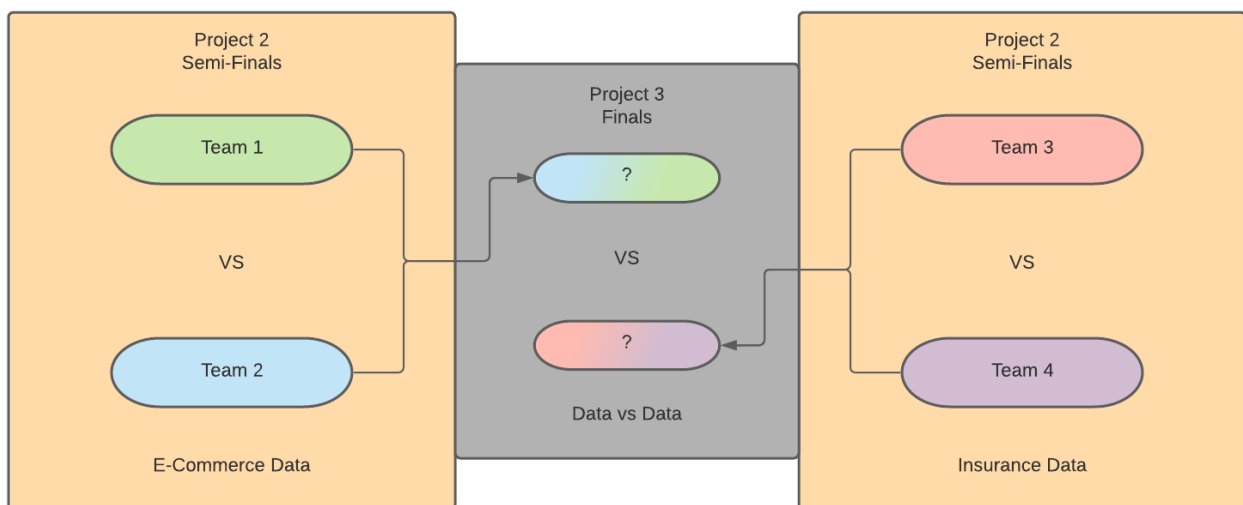 Project 2
Semi-Finals
Team 1
VS
Team 2
E-Commerce Data
Project 3
Finals
?
VS
?
Data vs Data
Project 2
Semi-Finals
Team 3
VS
Team 4
Insurance Data